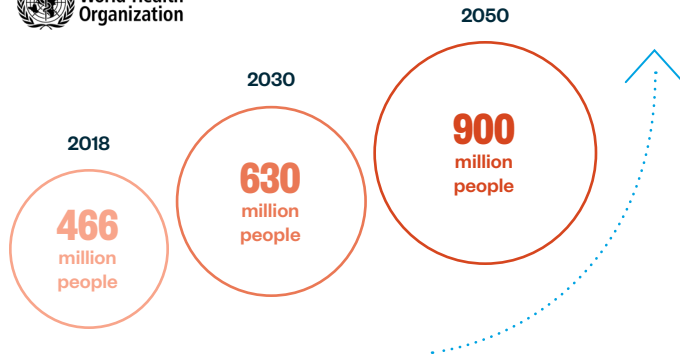 World Health
Organization
2018
466
million
people
2030
630
million
people
2050
900
million
people